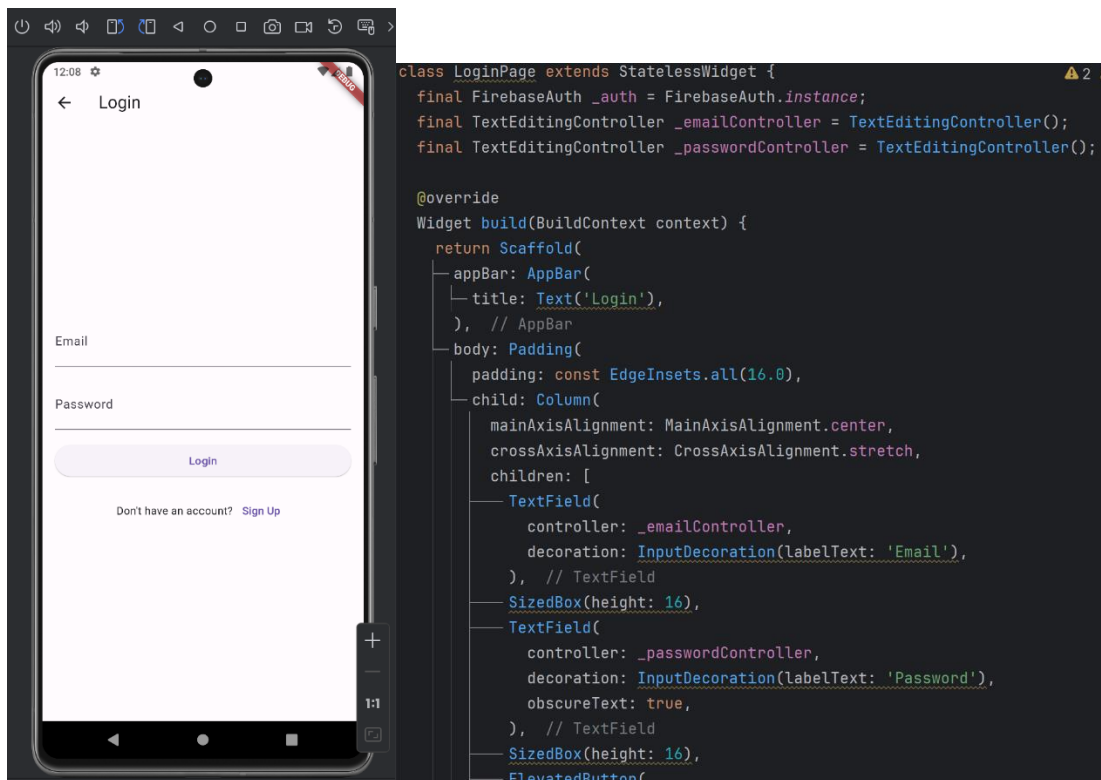 12:08
DEBUG
Login
Email
Password
Login
Don't have an account? Sign Up
1:1
class LoginPage extends StatelessWidget {
2
final FirebaseAuth _auth = FirebaseAuth.instance;
final TextEditingController _emailController = TextEditingController();
final TextEditingController _passwordController = TextEditingController();
@override
Widget build(BuildContext context) {
return Scaffold(
appBar: AppBar(
title: Text('Login'),
), // AppBar
body: Padding(
padding: const EdgeInsets.all(16.0),
child: Column(
mainAxisAlignment: MainAxisAlignment.center,
crossAxisAlignment: CrossAxisAlignment.stretch,
children: [
TextField(
controller: _emailController,
decoration: InputDecoration(labelText: 'Email'),
), // TextField
SizedBox(height: 16),
TextField(
controller: _passwordController,
decoration: InputDecoration(labelText: 'Password'),
obscureText: true,
), // TextField
SizedBox(height: 16),
ElevatedButton(